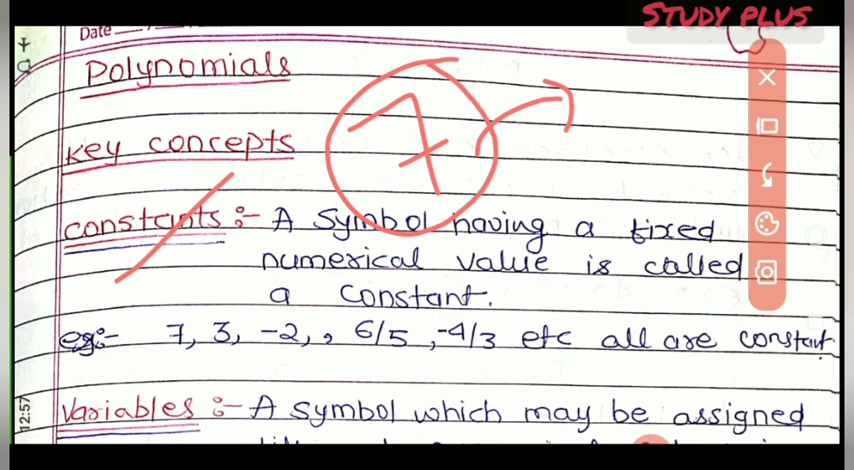 STUDY PLUS
Date
Polynomials
7
Key concepts
constants :- A symbol having a fixed
numerical value is called
a constant.
eg:- 7, 3, -2, , 6/5 , -4/3 etc all are constant
12:57
Variables :- A symbol which may be assigned